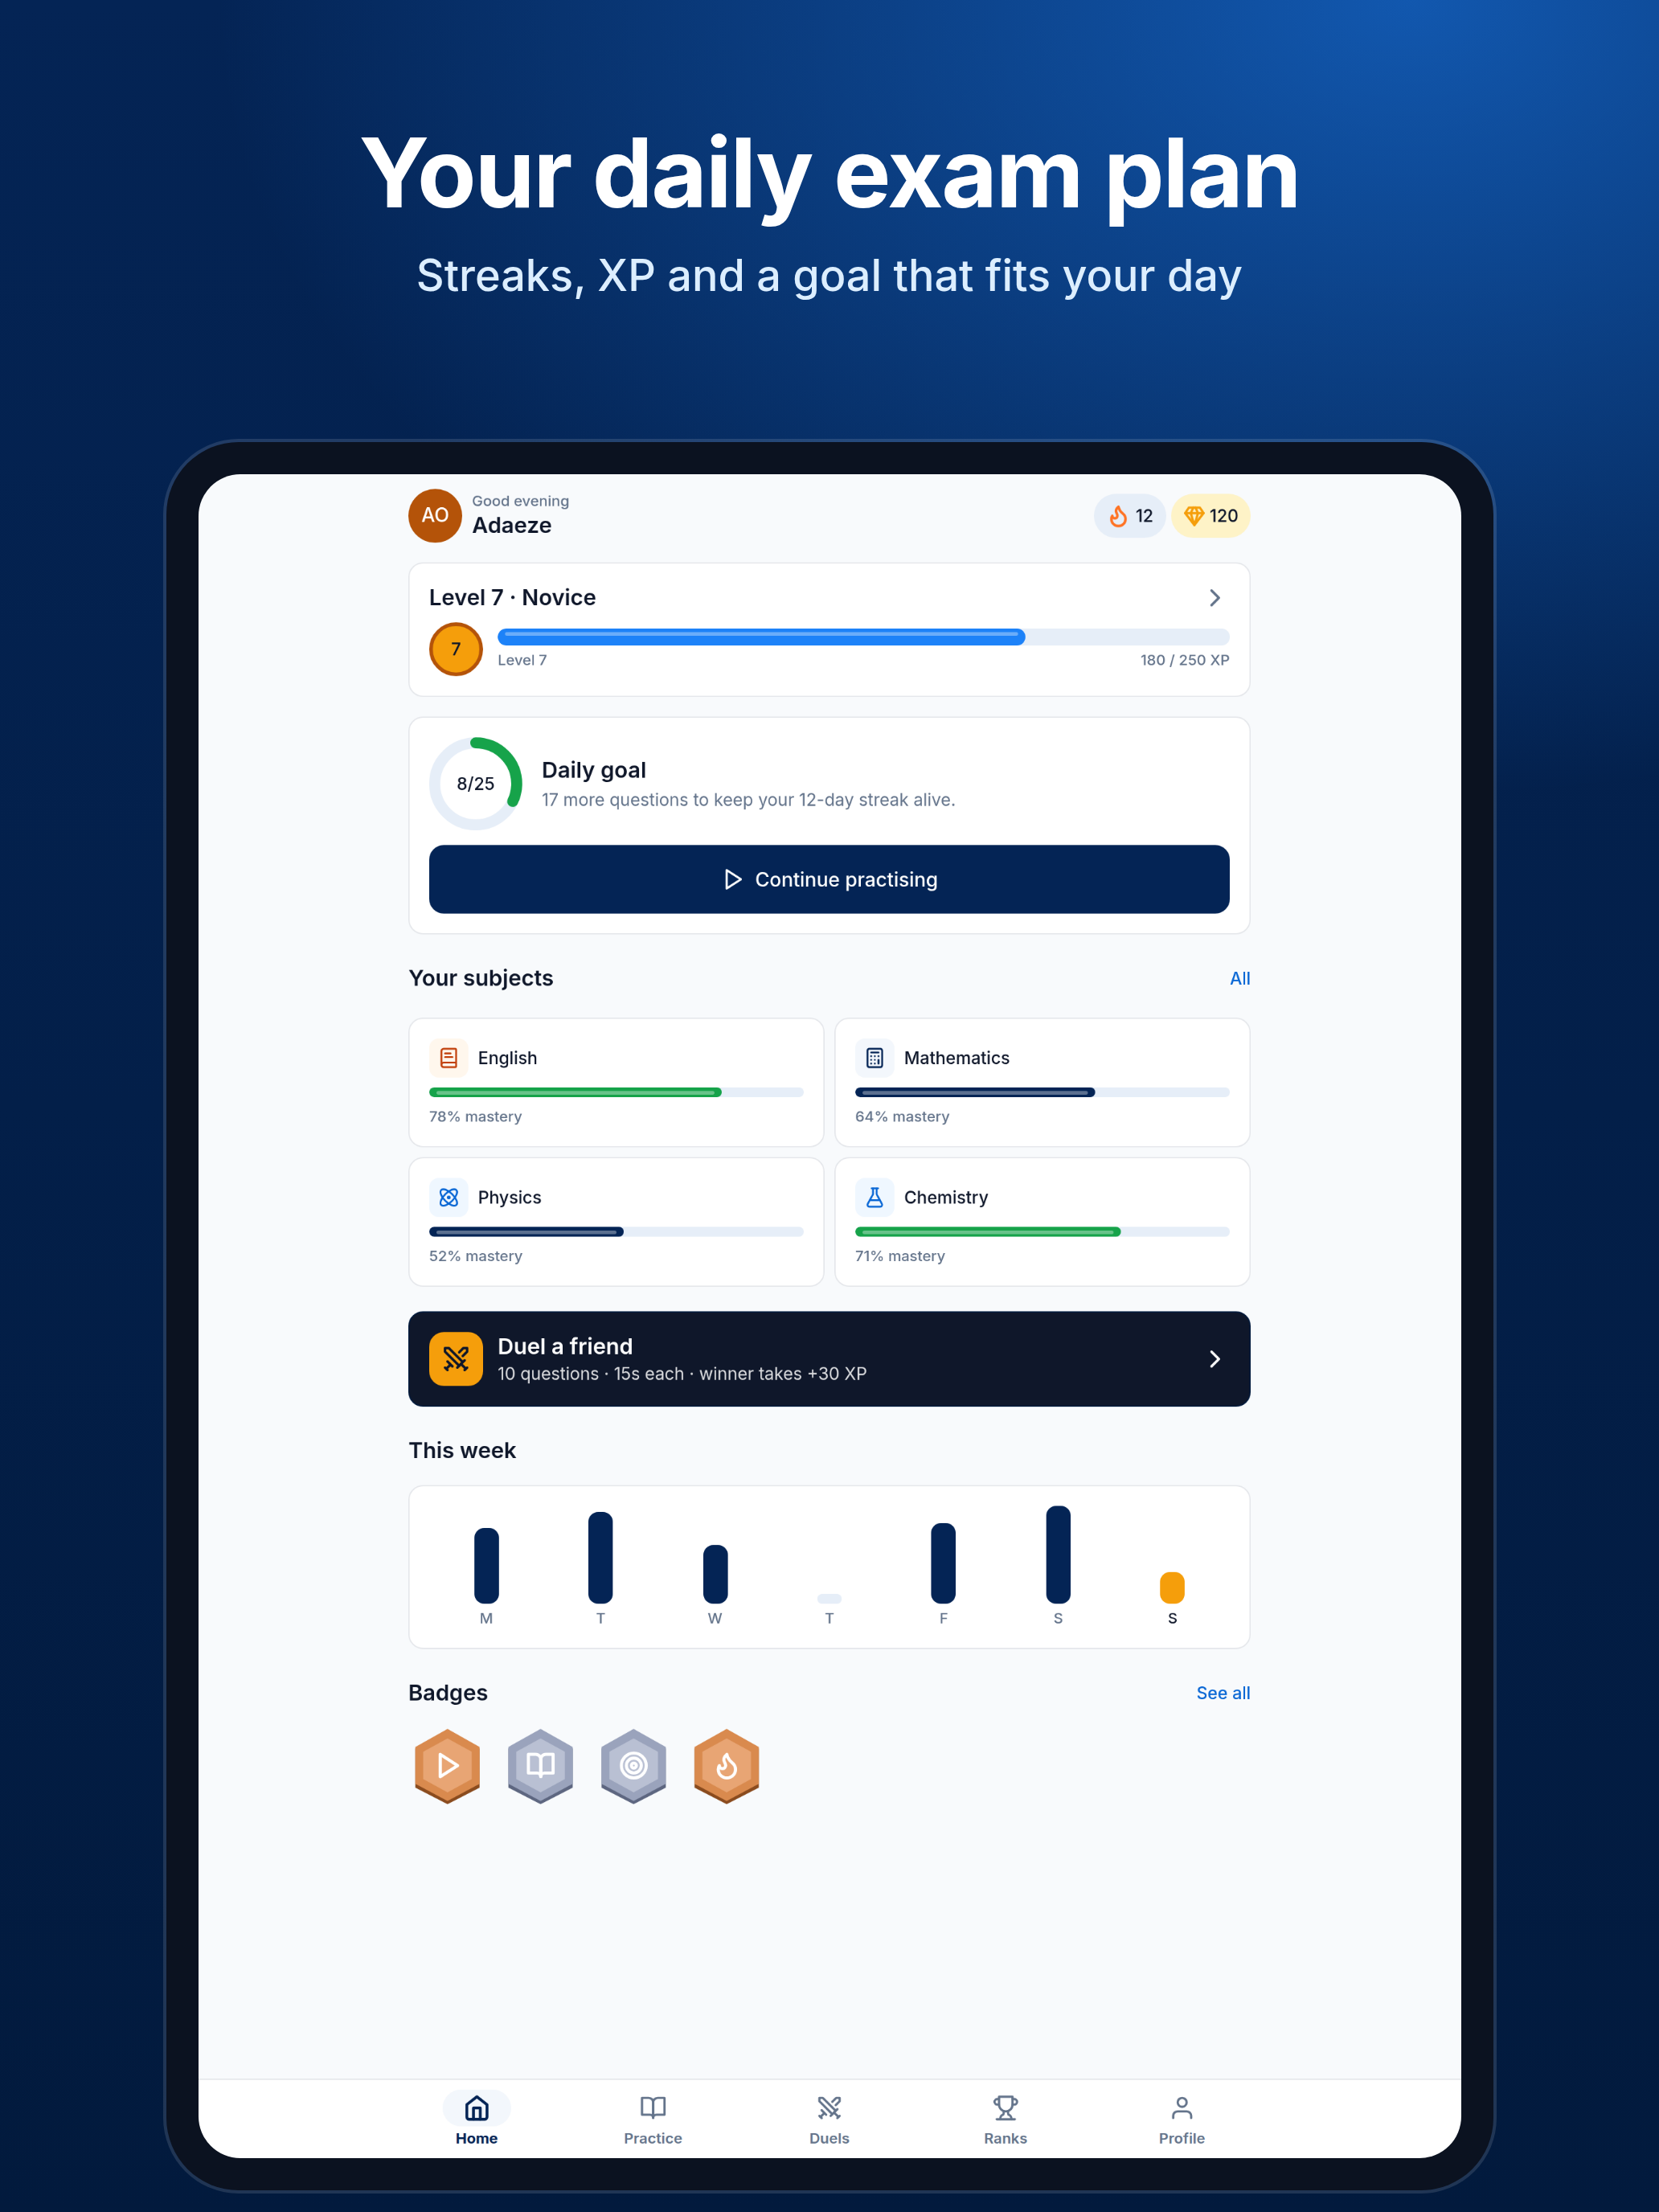 Your daily exam plan
Streaks, XP and a goal that fits your day
AO
Good evening
Adaeze
12
120
Level 7 · Novice
7
Level 7
180 / 250 XP
8/25
Daily goal
17 more questions to keep your 12-day streak alive.
Continue practising
Your subjects
All
English
78% mastery
Mathematics
64% mastery
Physics
52% mastery
Chemistry
71% mastery
Duel a friend
10 questions · 15s each · winner takes +30 XP
This week
M T W T F S S
Badges
See all
Home
Practice
Duels
Ranks
Profile